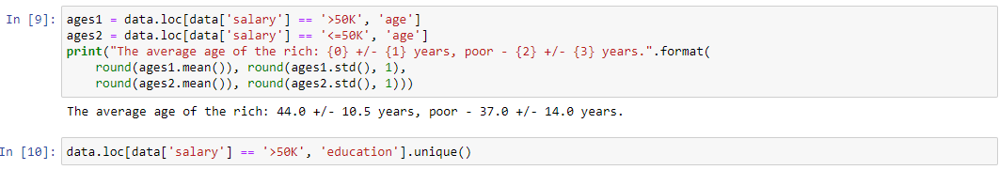 In [9]: ages1 = data.loc[data['salary'] == '>50K', 'age']
ages2 = data.loc[data['salary'] == '<=50K', 'age']
print("The average age of the rich: {0} +/- {1} years, poor - {2} +/- {3} years.".format(
    round(ages1.mean()), round(ages1.std(), 1),
    round(ages2.mean()), round(ages2.std(), 1)))
The average age of the rich: 44.0 +/- 10.5 years, poor - 37.0 +/- 14.0 years.
In [10]: data.loc[data['salary'] == '>50K', 'education'].unique()